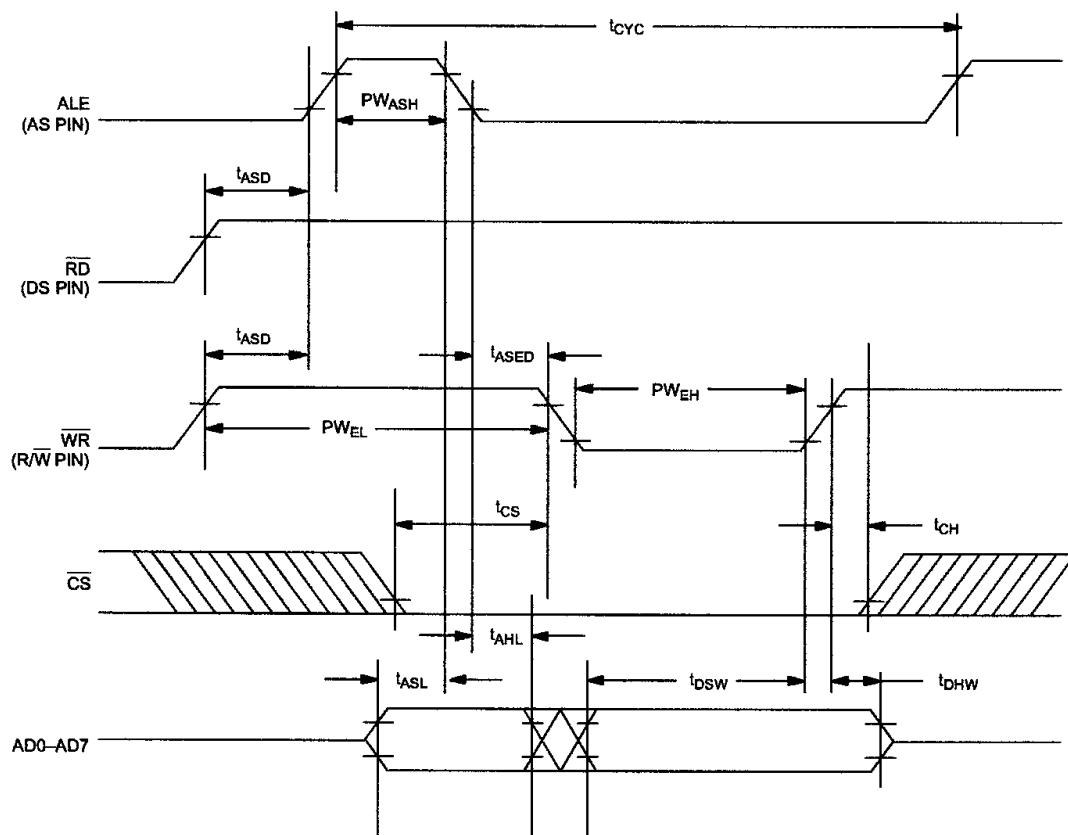 tCYC
ALE
(AS PIN)
PWASH
tASD
RD
(DS PIN)
tASD
tASED
PWEH
WR
(R/W PIN)
PWEL
tCS
tCH
CS
tAHL
tASL
tDSW
tDHW
AD0–AD7